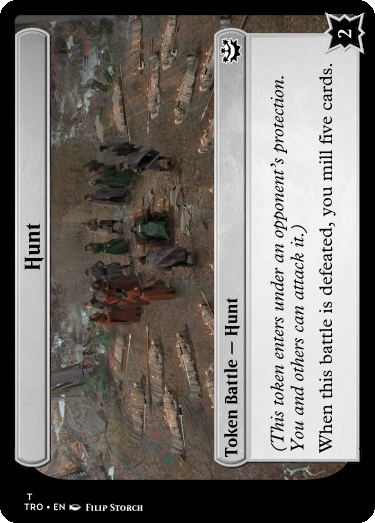 Hunt
Token Battle – Hunt
(This token enters under an opponent's protection.
You and others can attack it.)
When this battle is defeated, you mill five cards.
2
T
TRO • EN Filip Storch